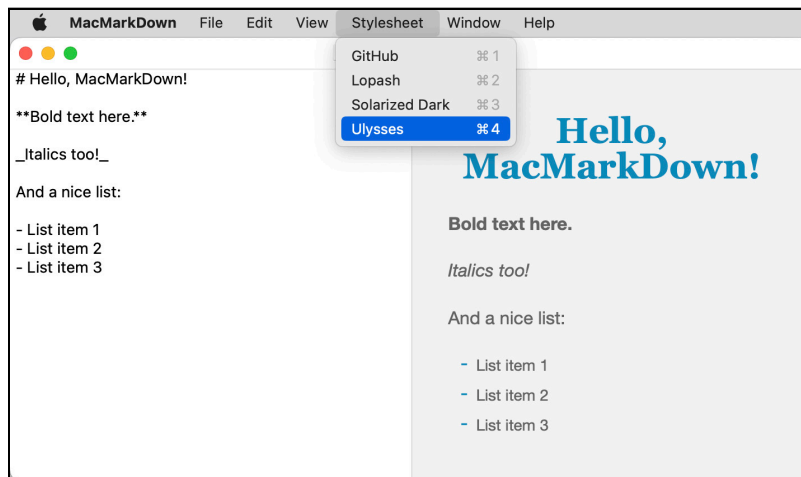 MacMarkDown File Edit View Stylesheet Window Help
GitHub ⌘1
Lopash ⌘2
Solarized Dark ⌘3
Ulysses ⌘4
# Hello, MacMarkDown!
**Bold text here.**
_Italics too!_
And a nice list:
- List item 1
- List item 2
- List item 3
Hello,
MacMarkDown!
Bold text here.
Italics too!
And a nice list:
- List item 1
- List item 2
- List item 3